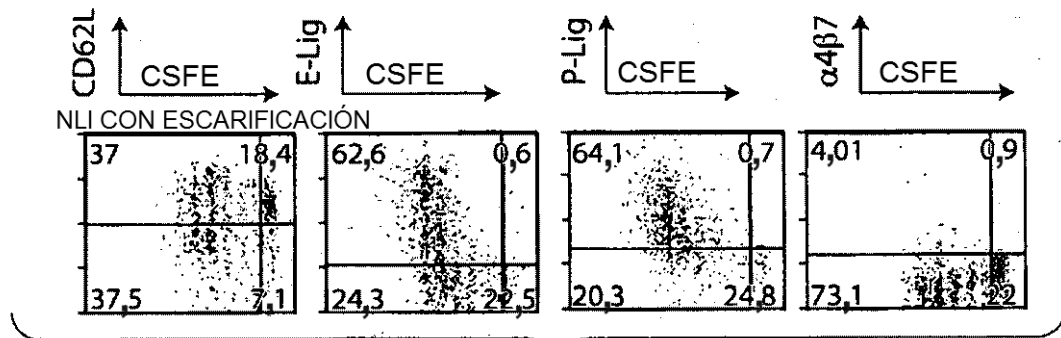 CD62L
CSFE
E-Lig
CSFE
P-Lig
CSFE
α4β7
CSFE
NLI CON ESCARIFICACIÓN
37 18,4
37,5 7,1
62,6 0,6
24,3 22,5
64,1 0,7
20,3 24,8
4,01 0,9
73,1 22